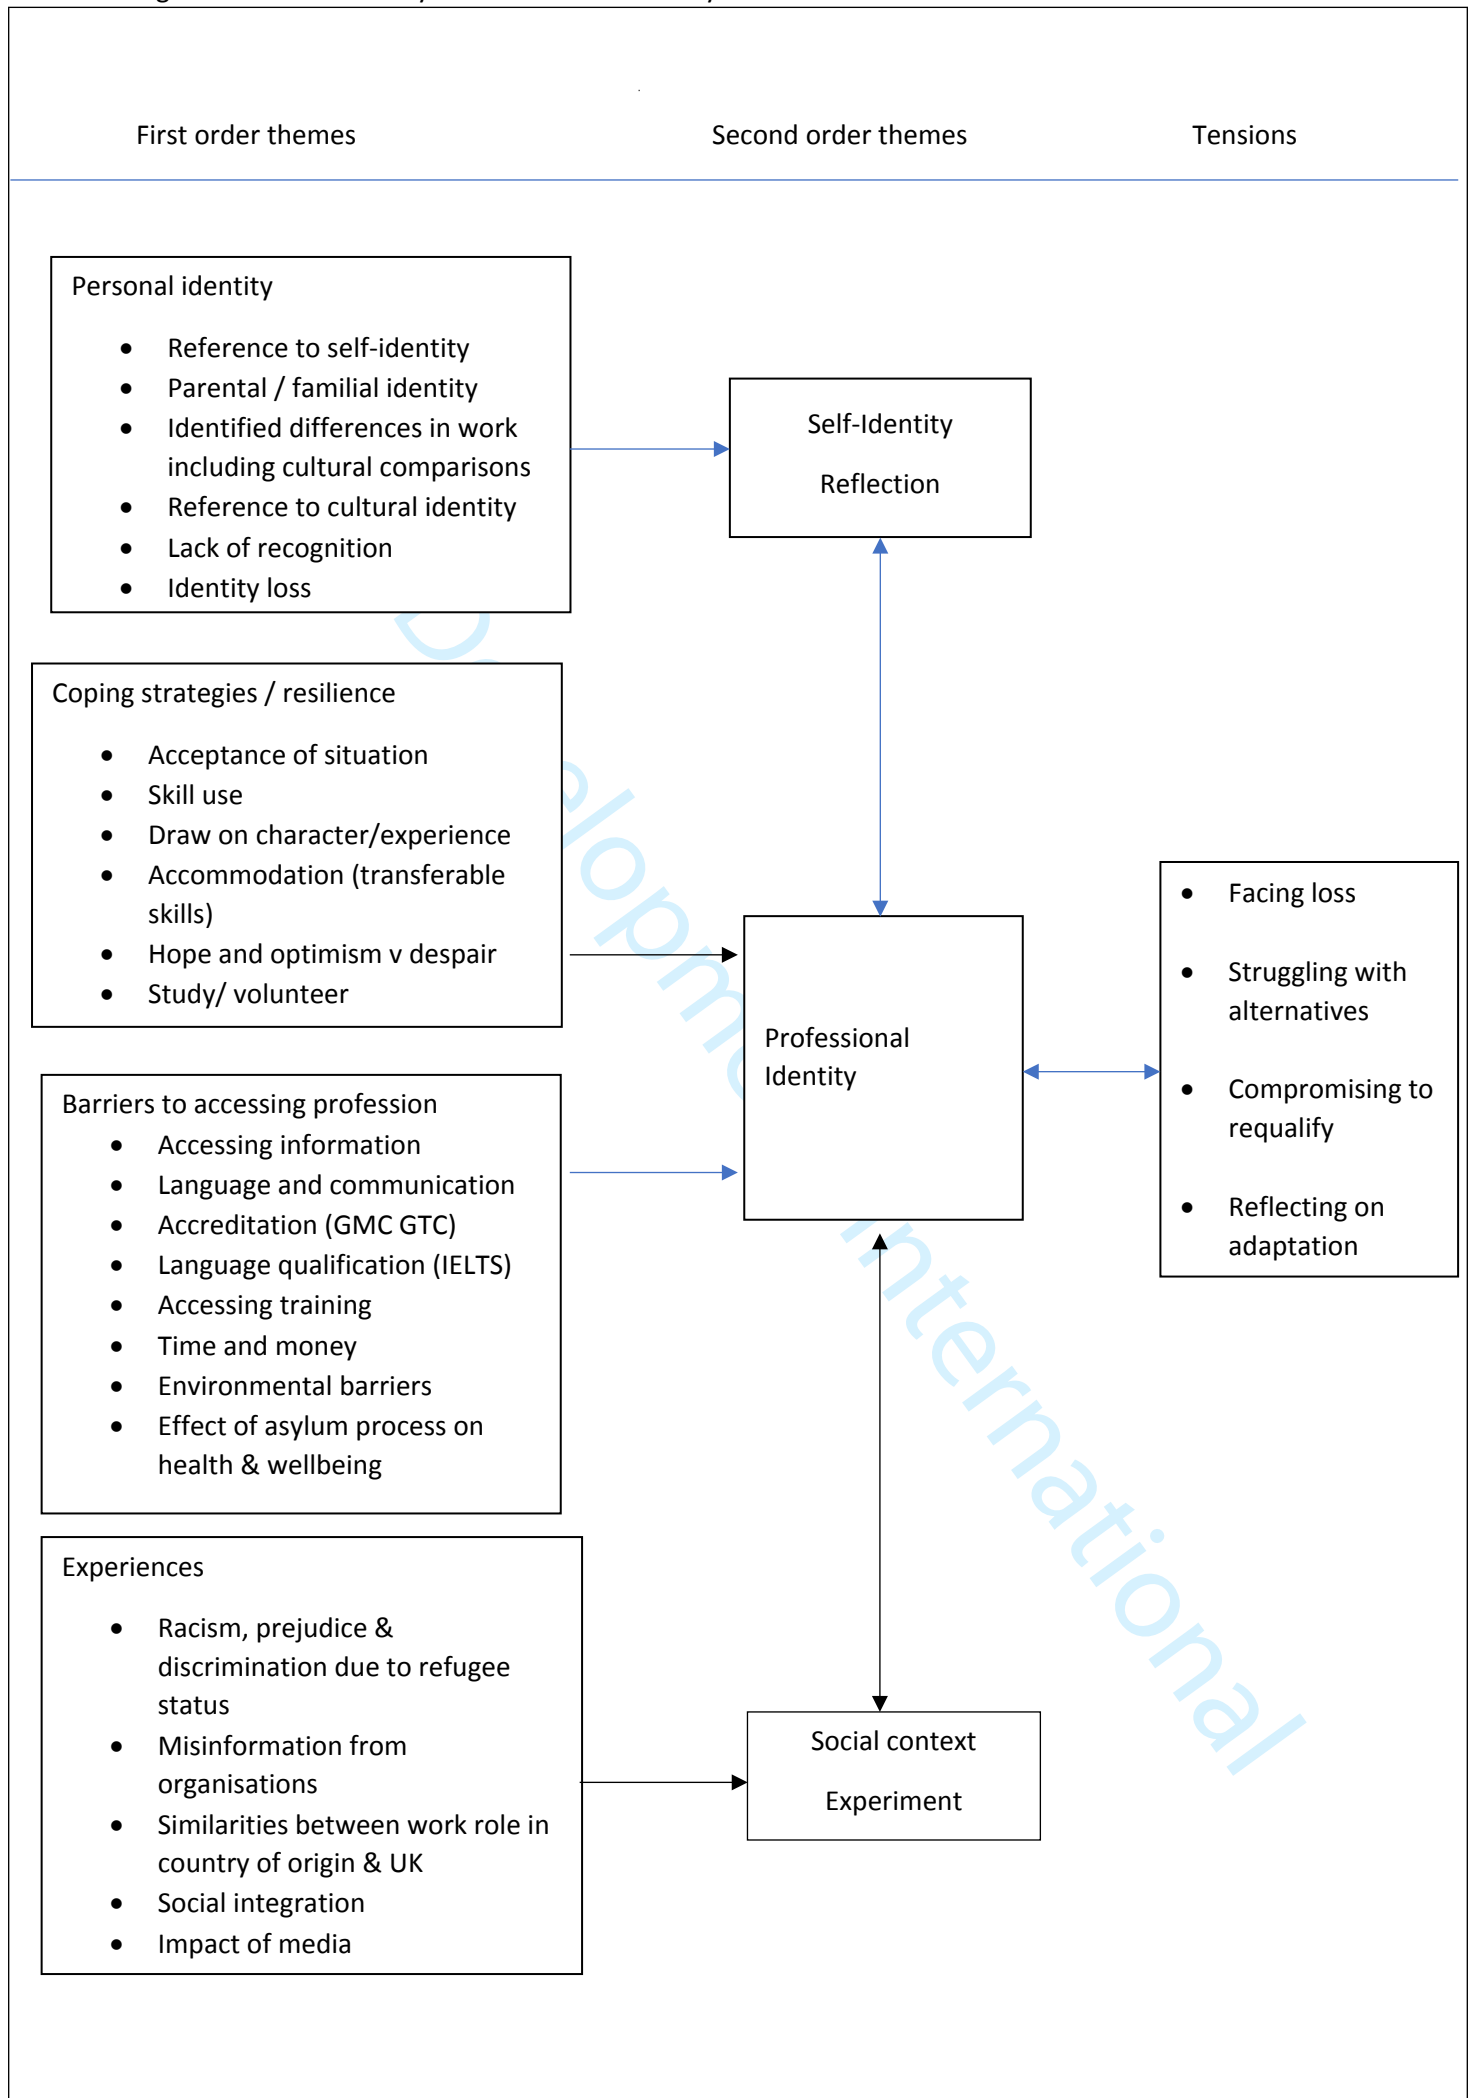 First order themes
Second order themes
Tensions
Personal identity
• Reference to self-identity
• Parental / familial identity
• Identified differences in work
including cultural comparisons
• Reference to cultural identity
• Lack of recognition
• Identity loss
Self-Identity
Reflection
Coping strategies / resilience
• Acceptance of situation
• Skill use
• Draw on character/experience
• Accommodation (transferable
skills)
• Hope and optimism v despair
• Study/ volunteer
Professional
Identity
• Facing loss
• Struggling with
alternatives
• Compromising to
requalify
• Reflecting on
adaptation
Barriers to accessing profession
• Accessing information
• Language and communication
• Accreditation (GMC GTC)
• Language qualification (IELTS)
• Accessing training
• Time and money
• Environmental barriers
• Effect of asylum process on
health & wellbeing
Experiences
• Racism, prejudice &
discrimination due to refugee
status
• Misinformation from
organisations
• Similarities between work role in
country of origin & UK
• Social integration
• Impact of media
Social context
Experiment
International